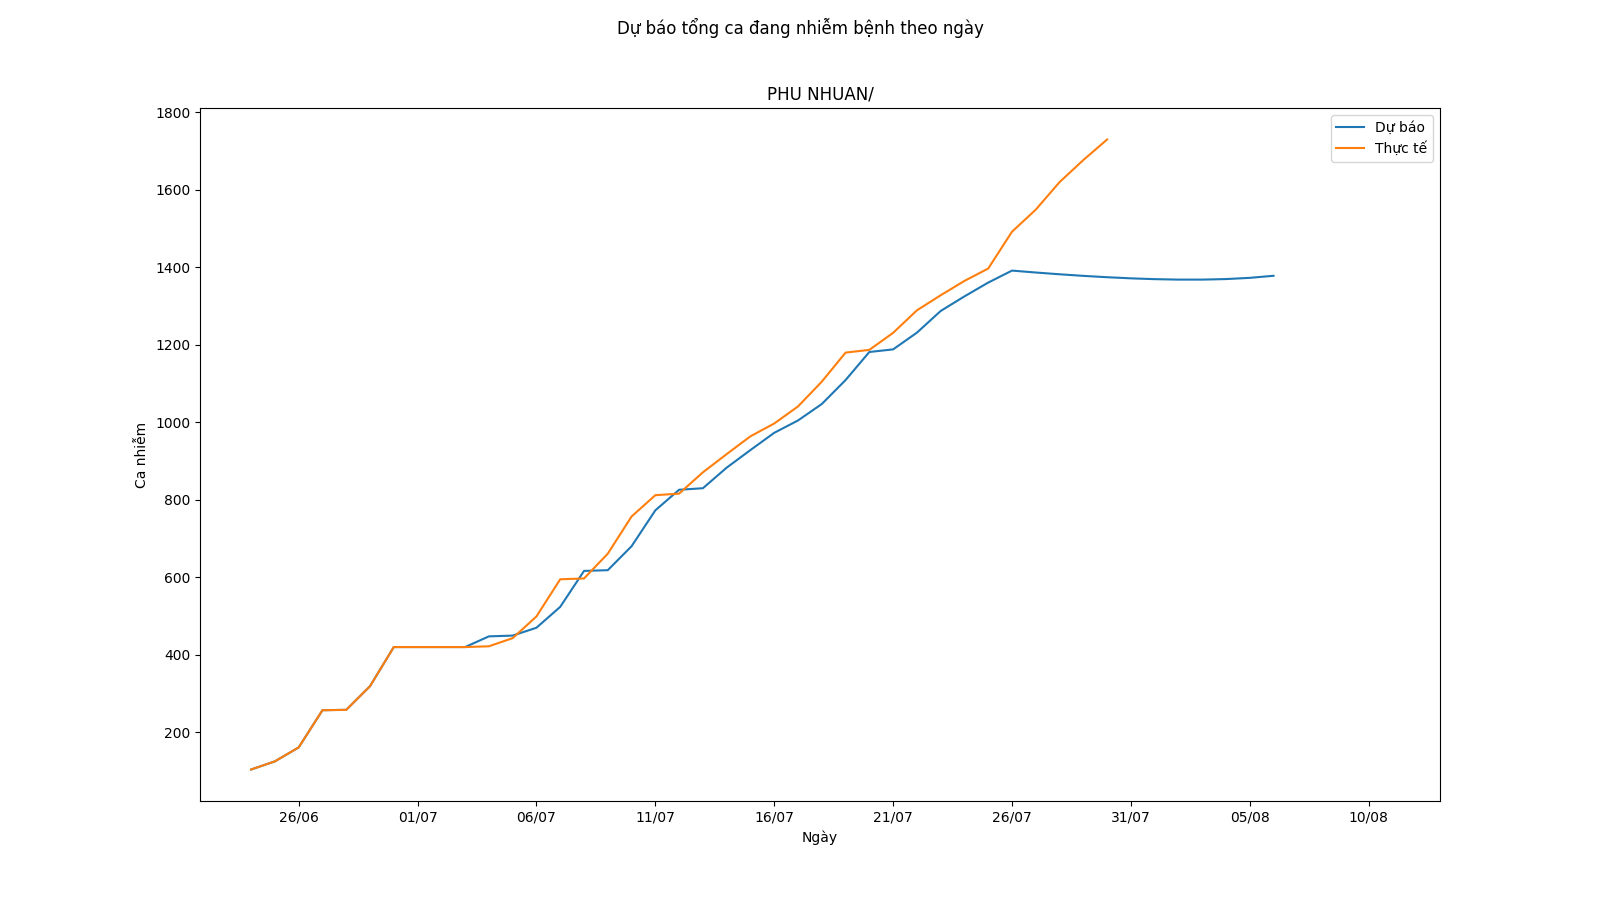 Dự báo tổng ca đang nhiễm bệnh theo ngày
PHU NHUAN/
Dự báo
Thực tế
1800
1600
1400
1200
1000
800
600
400
200
Ca nhiễm
26/06 01/07 06/07 11/07 16/07 21/07 26/07 31/07 05/08 10/08
Ngày